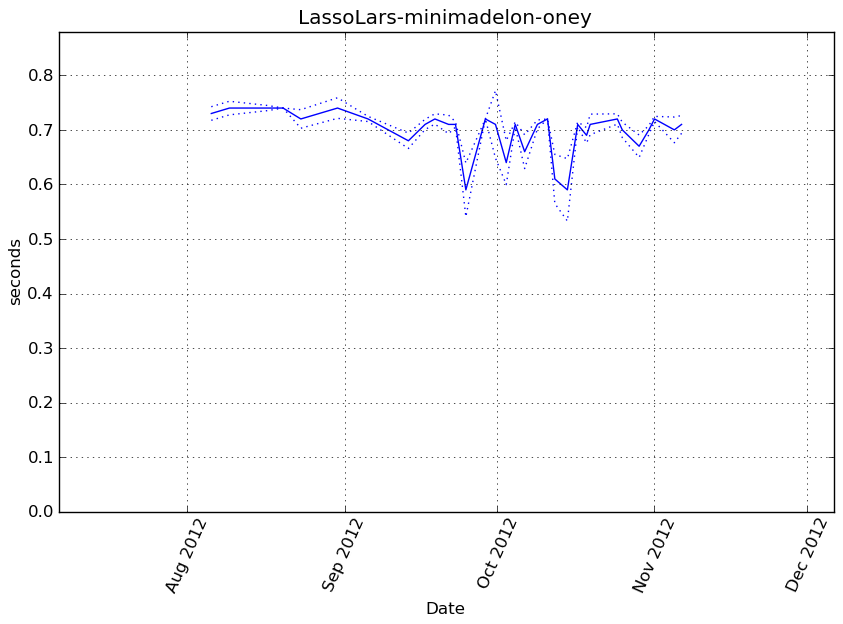 LassoLars-minimadelon-oney
0.8
0.7
0.6
0.5
0.4
0.3
0.2
0.1
0.0
seconds
Aug 2012
Sep 2012
Oct 2012
Nov 2012
Dec 2012
Date